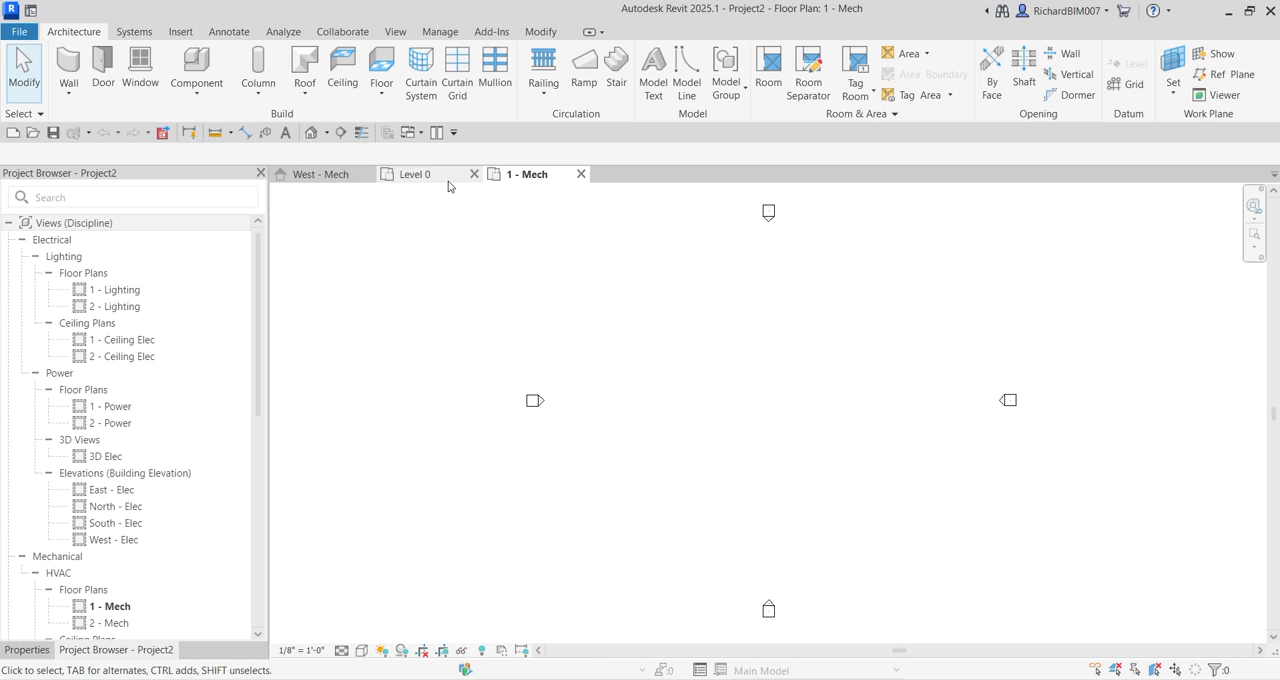 Autodesk Revit 2025.1 - Project2 - Floor Plan: 1 - Mech
RichardBIM007
File Architecture Systems Insert Annotate Analyze Collaborate View Manage Add-Ins Modify
Modify
Wall
Door
Window
Component
Column
Roof
Ceiling
Floor
Curtain System
Curtain Grid
Mullion
Railing
Ramp
Stair
Model Text
Model Line
Model Group
Room
Room Separator
Tag Room
Area
Area Boundary
Tag Area
By Face
Shaft
Wall
Vertical
Dormer
Level
Grid
Set
Show
Ref Plane
Viewer
Select Build Circulation Model Room & Area Opening Datum Work Plane
Project Browser - Project2
West - Mech Level 0 1 - Mech
Search
Views (Discipline)
Electrical
Lighting
Floor Plans
1 - Lighting
2 - Lighting
Ceiling Plans
1 - Ceiling Elec
2 - Ceiling Elec
Power
Floor Plans
1 - Power
2 - Power
3D Views
3D Elec
Elevations (Building Elevation)
East - Elec
North - Elec
South - Elec
West - Elec
Mechanical
HVAC
Floor Plans
1 - Mech
2 - Mech
Properties Project Browser - Project2
1/8" = 1'-0"
Click to select, TAB for alternates, CTRL adds, SHIFT unselects.
:0
Main Model
:0